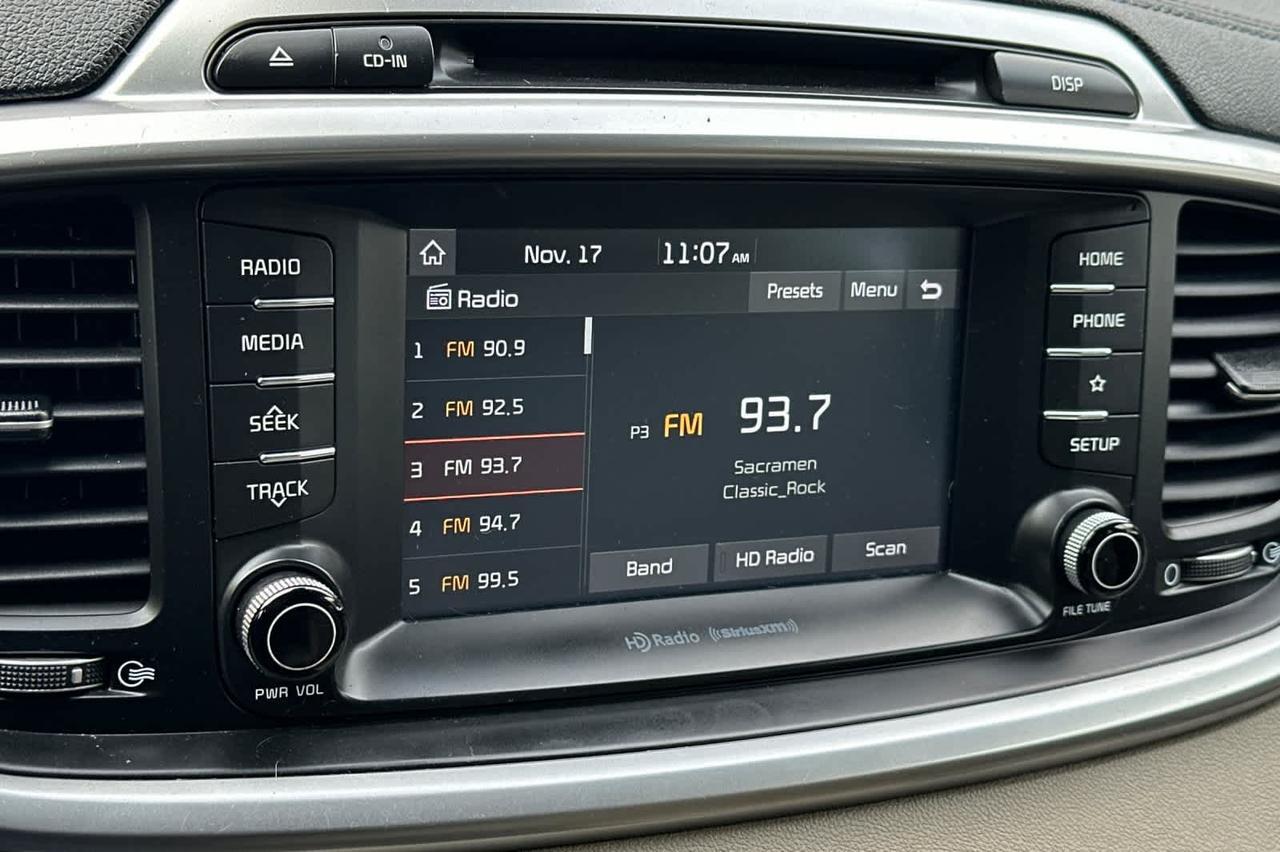 CD-IN
DISP
RADIO
MEDIA
SEEK
TRACK
PWR VOL
Nov. 17 11:07 AM
Radio
Presets Menu
1 FM 90.9
2 FM 92.5
3 FM 93.7
4 FM 94.7
5 FM 99.5
P3 FM 93.7
Sacramen
Classic_Rock
Band HD Radio Scan
HD Radio ((SiriusXM))
HOME
PHONE
SETUP
FILE TUNE
0